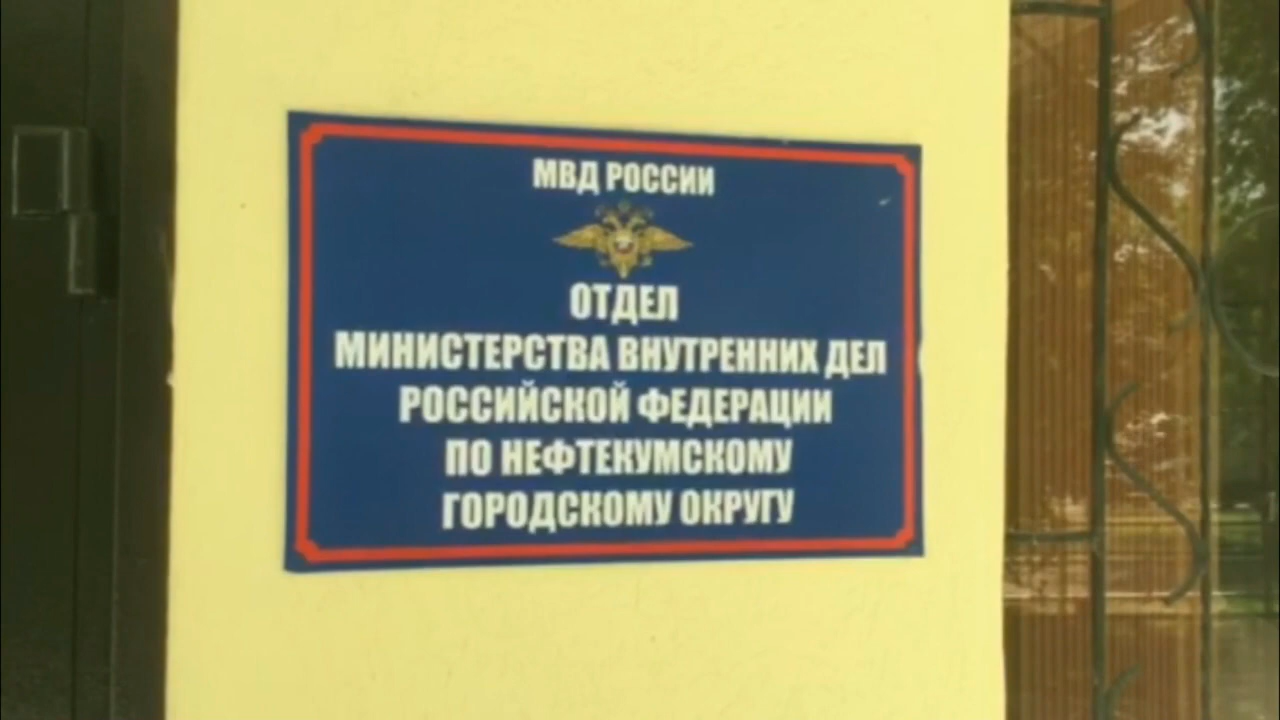 МВД РОССИИ
ОТДЕЛ
МИНИСТЕРСТВА ВНУТРЕННИХ ДЕЛ
РОССИЙСКОЙ ФЕДЕРАЦИИ
ПО НЕФТЕКУМСКОМУ
ГОРОДСКОМУ ОКРУГУ